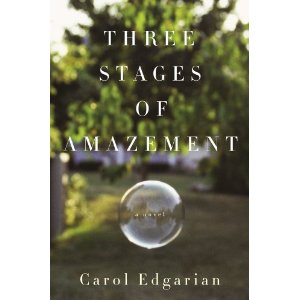 THREE
STAGES
OF
AMAZEMENT
a novel
Carol Edgarian